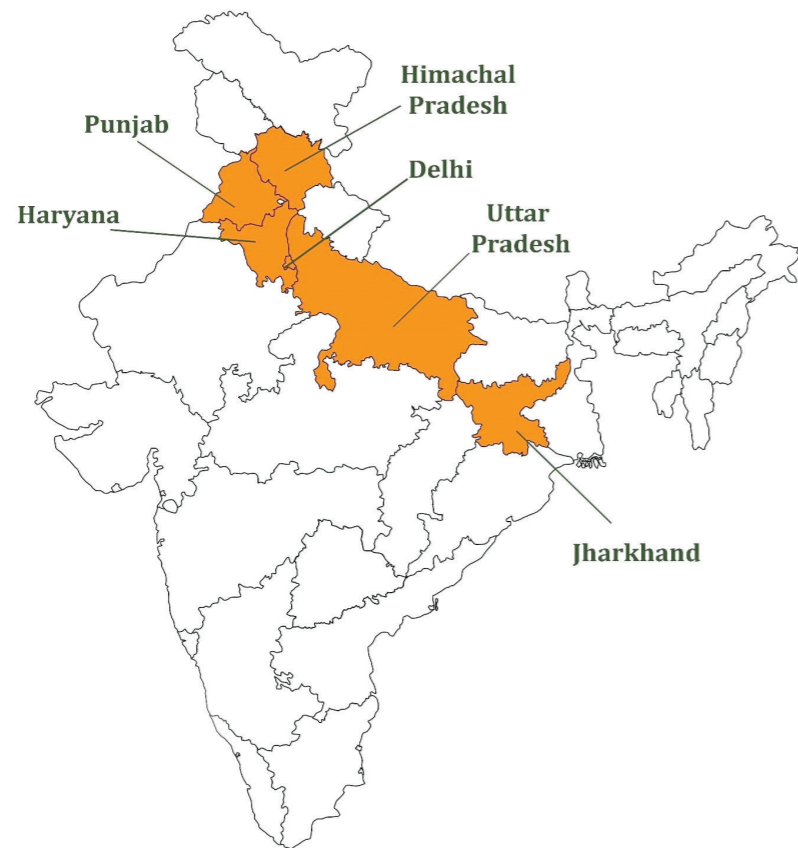 Himachal
Pradesh
Punjab
Delhi
Haryana
Uttar
Pradesh
Jharkhand